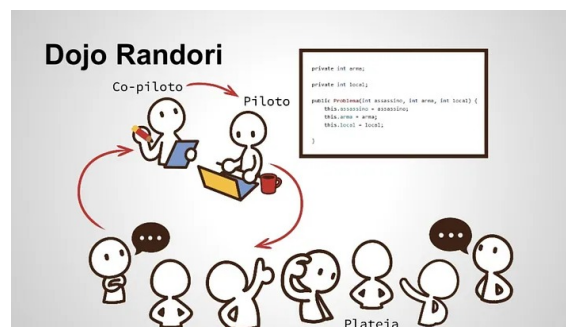 Dojo Randori
Co-piloto
Piloto
private int arma;
private int local;
public Problema(int assassino, int arma, int local) {
this.assassino = assassino;
this.arma = arma;
this.local = local;
}
Plateia